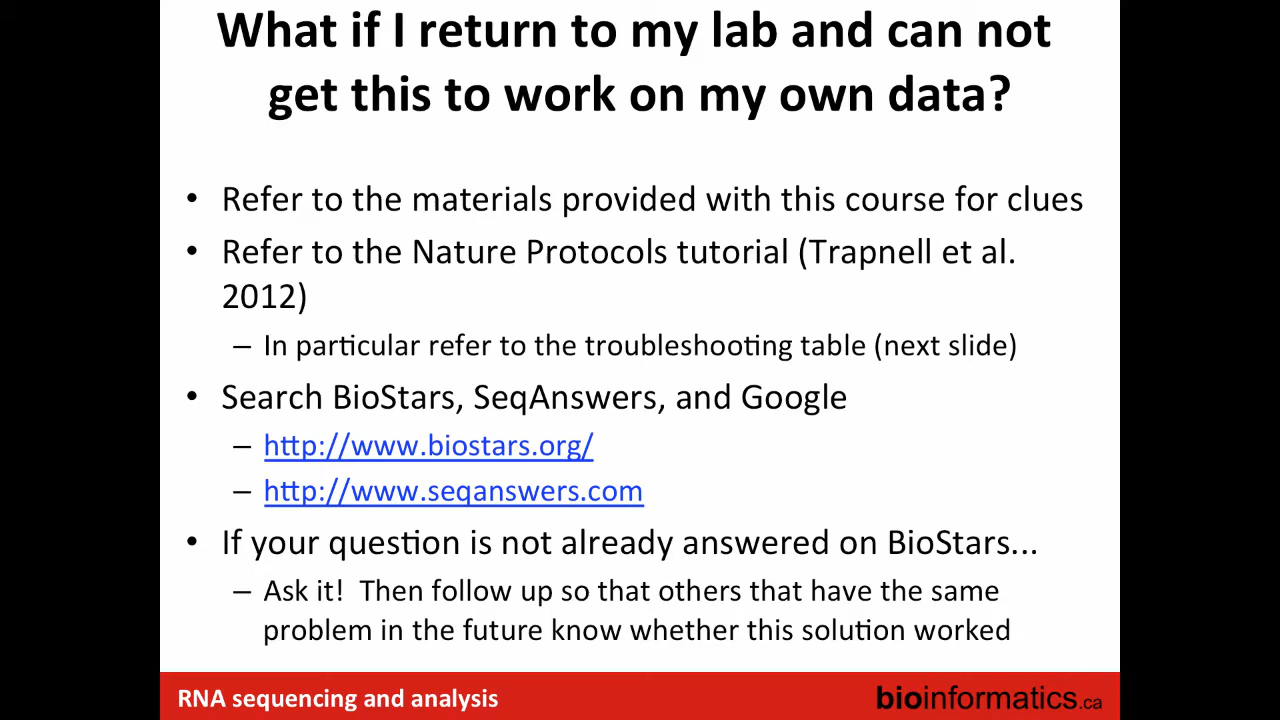 What if I return to my lab and can not
get this to work on my own data?
• Refer to the materials provided with this course for clues
• Refer to the Nature Protocols tutorial (Trapnell et al.
2012)
– In particular refer to the troubleshooting table (next slide)
• Search BioStars, SeqAnswers, and Google
– http://www.biostars.org/
– http://www.seqanswers.com
• If your question is not already answered on BioStars...
– Ask it!  Then follow up so that others that have the same
problem in the future know whether this solution worked
RNA sequencing and analysis
bioinformatics.ca